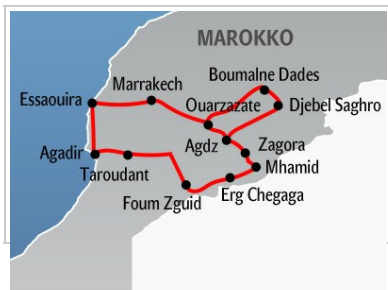 MAROKKO
Boumalne Dades
Marrakech
Essaouira
Ouarzazate
Djebel Saghro
Agdz
Zagora
Agadir
Mhamid
Taroudant
Erg Chegaga
Foum Zguid